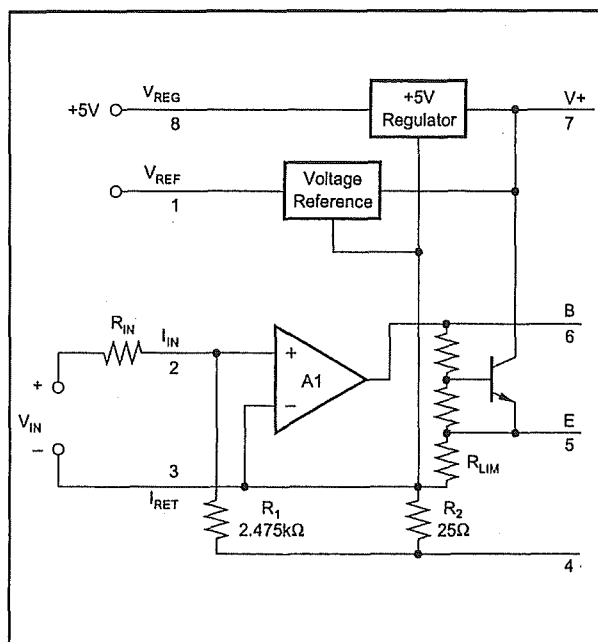 +5V
V_REG
8
+5V
Regulator
V+
7
V_REF
1
Voltage
Reference
R_IN
I_IN
2
+
A1
−
B
6
+
V_IN
−
E
5
3
I_RET
R_LIM
R_1
2.475kΩ
R_2
25Ω
4